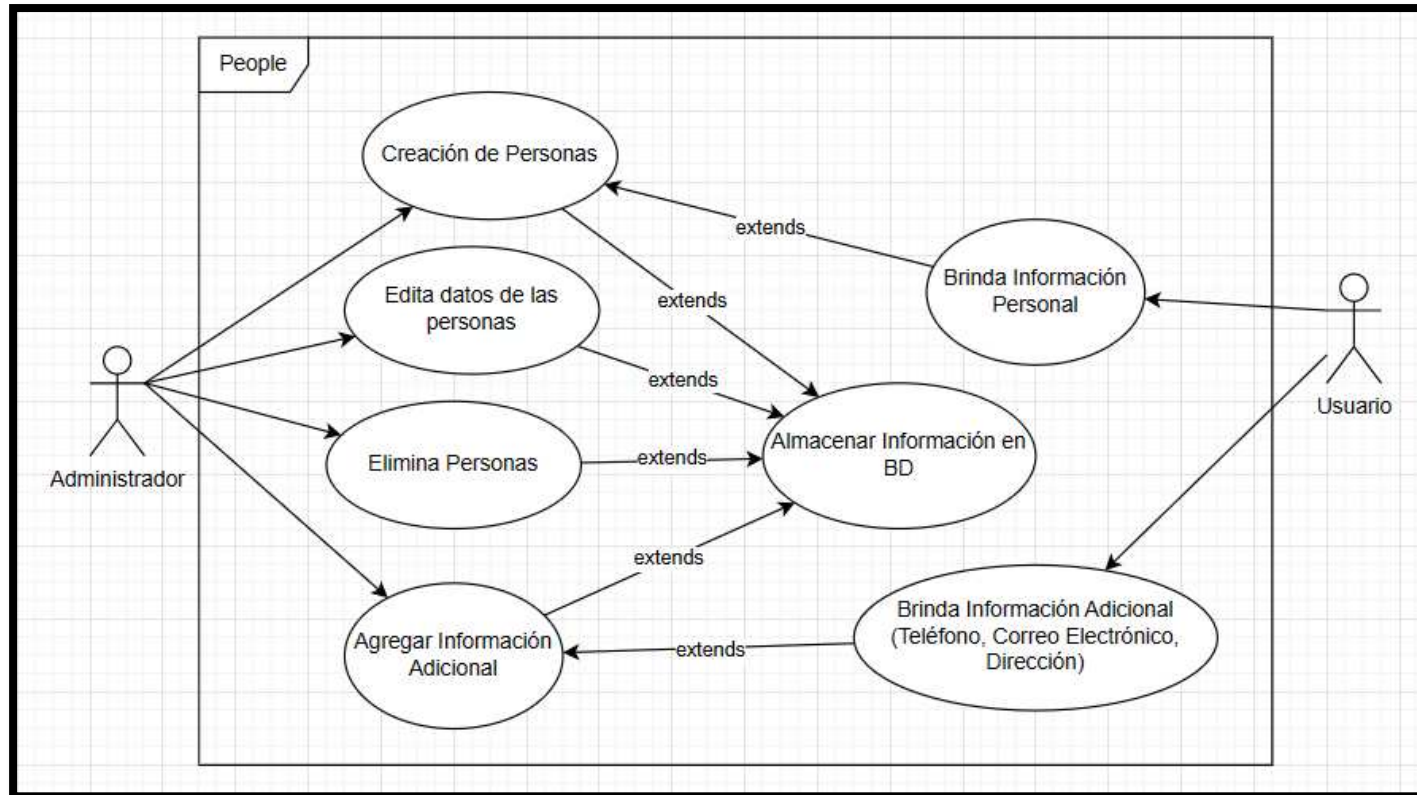 People
Creación de Personas
extends
Brinda Información
Personal
Edita datos de las
personas
extends
extends
Usuario
Administrador
Elimina Personas
extends
Almacenar Información en
BD
extends
Agregar Información
Adicional
extends
Brinda Información Adicional
(Teléfono, Correo Electrónico,
Dirección)